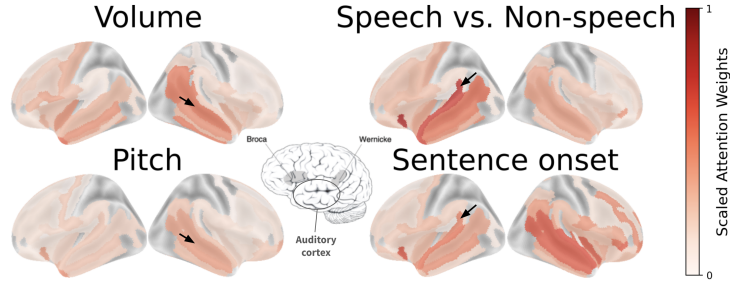 Volume
Speech vs. Non-speech
Broca
Wernicke
Pitch
Sentence onset
Auditory
cortex
1
Scaled Attention Weights
0